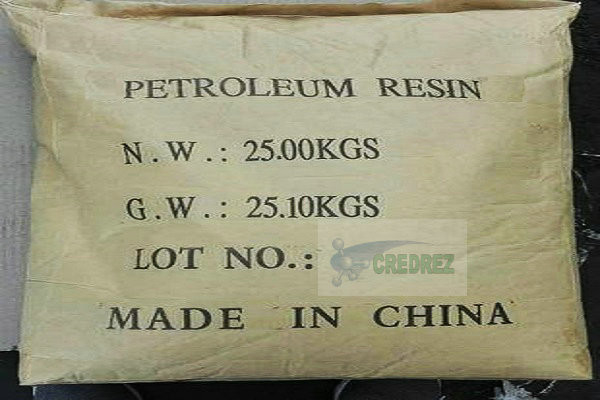 PETROLEUM RESIN
N.W.: 25.00KGS
G.W.: 25.10KGS
LOT NO.:
CREDREZ
MADE IN CHINA